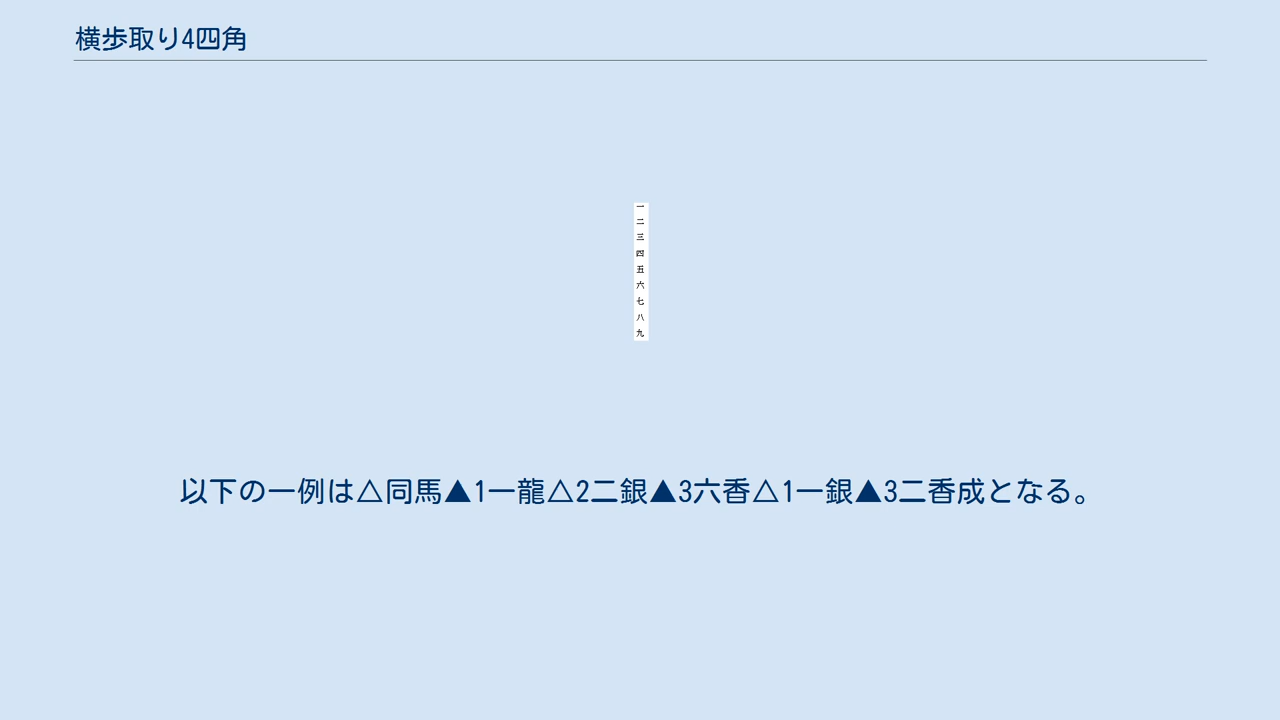 横歩取り4四角
一
二
三
四
五
六
七
八
九
以下の一例は△同馬▲1一龍△2二銀▲3六香△1一銀▲3二香成となる。